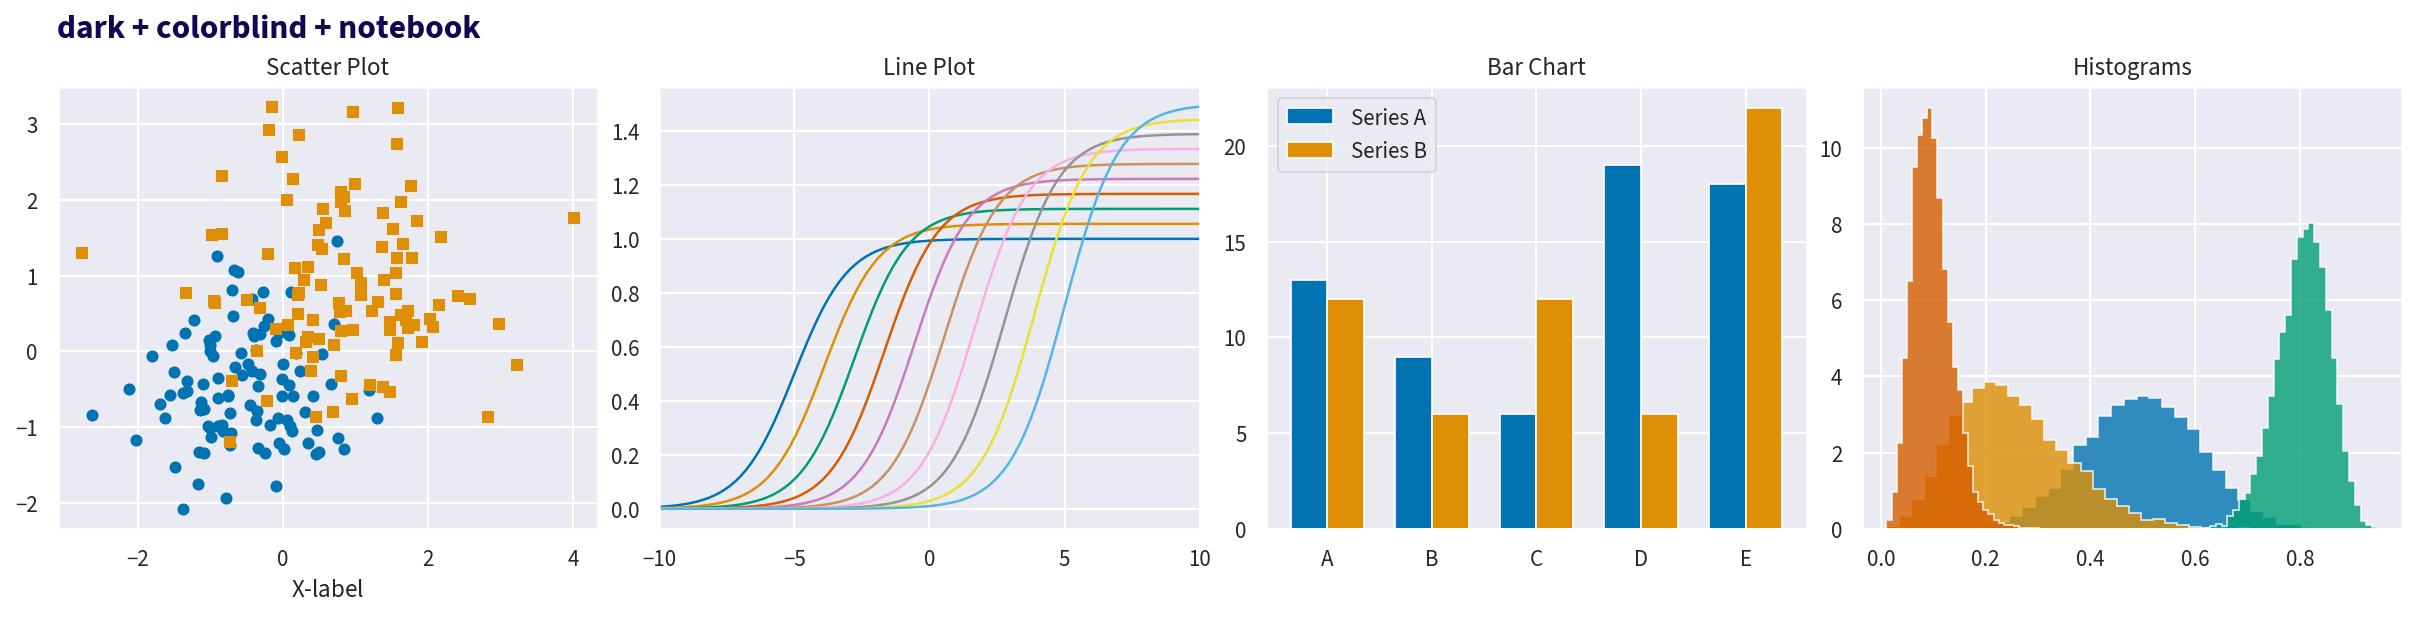 dark + colorblind + notebook
Scatter Plot
3
2
1
0
−1
−2
−2 0 2 4
X-label
Line Plot
1.4
1.2
1.0
0.8
0.6
0.4
0.2
0.0
−10 −5 0 5 10
Bar Chart
Series A
Series B
20
15
10
5
0
A B C D E
Histograms
10
8
6
4
2
0
0.0 0.2 0.4 0.6 0.8